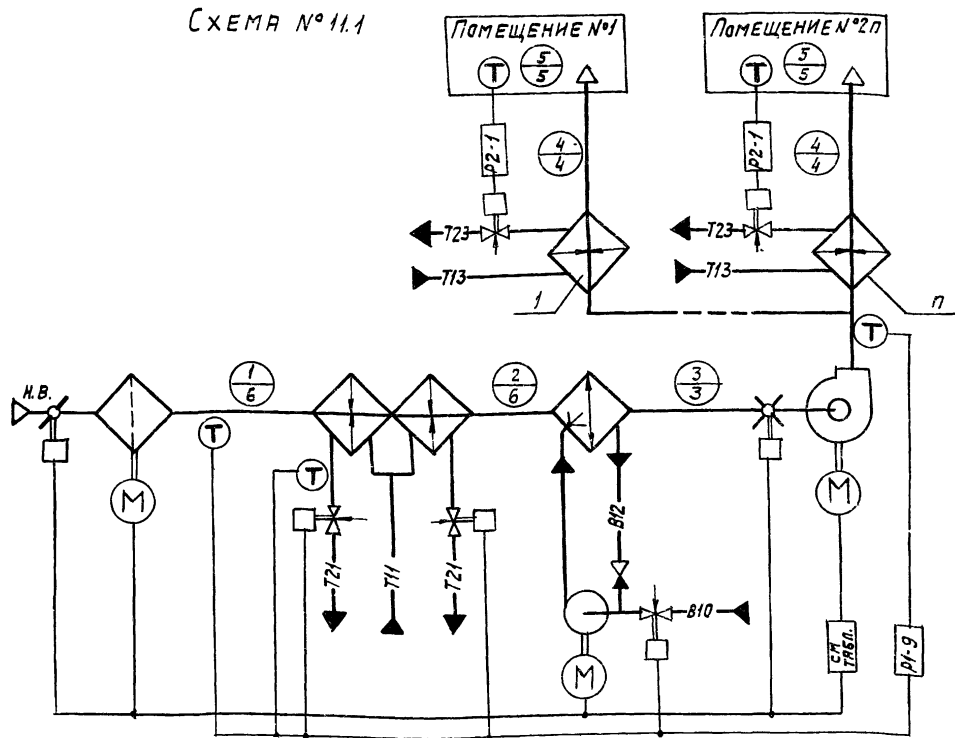 СХЕМА №11.1
ПОМЕЩЕНИЕ №1
ПОМЕЩЕНИЕ №2п
Т
5
5
Т
5
5
Р2-1
4
4
Р2-1
4
4
Т23
Т23
Т13
Т13
1
п
Т
Н.В.
1
6
2
6
3
3
Т
Т
М
М
Т21
Т11
Т21
В12
В10
М
СМ
ТАБЛ.
Р1-9